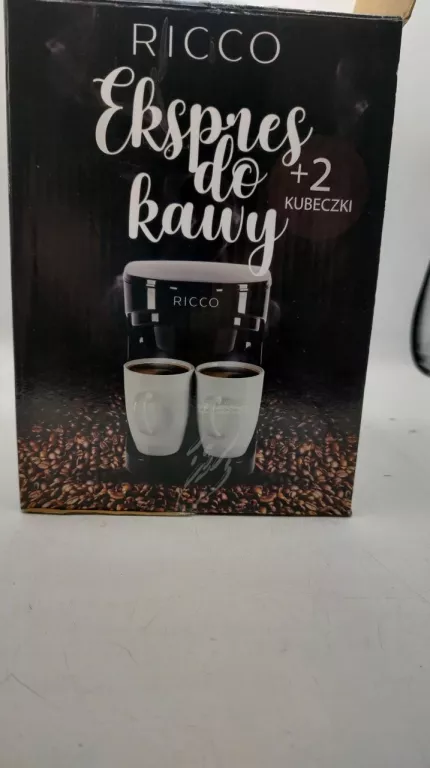 RICCO
Ekspres
do
kawy
+2
KUBECZKI
RICCO